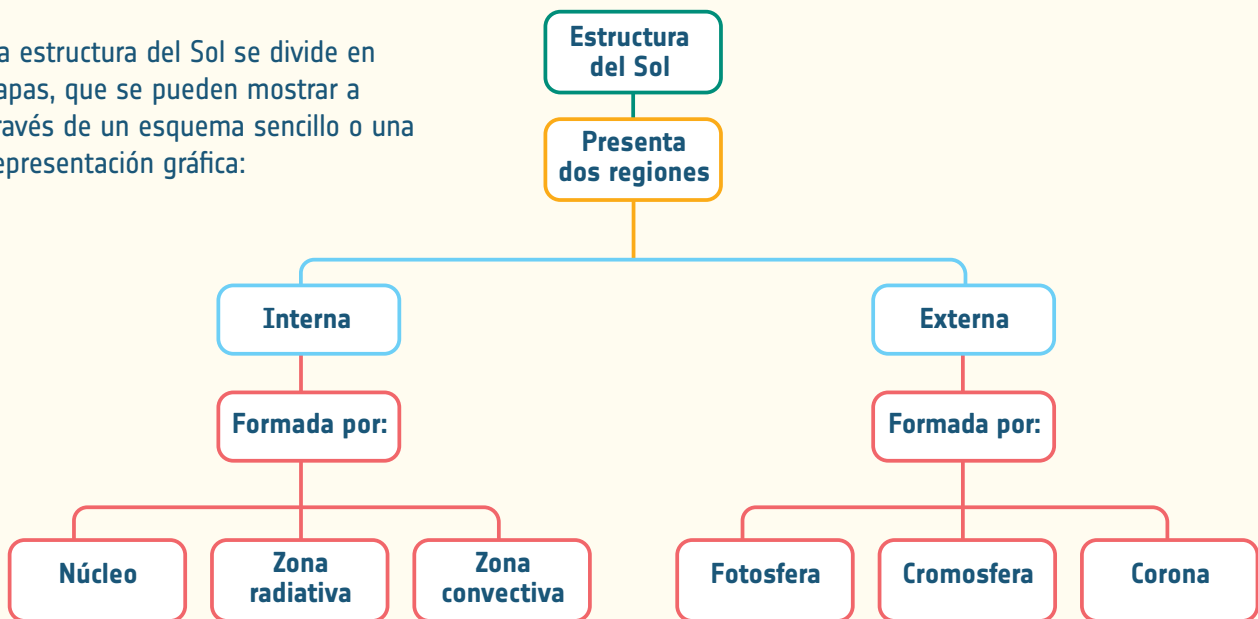 a estructura del Sol se divide en
apas, que se pueden mostrar a
ravés de un esquema sencillo o una
epresentación gráfica:
Estructura
del Sol
Presenta
dos regiones
Interna
Externa
Formada por:
Formada por:
Núcleo
Zona
radiativa
Zona
convectiva
Fotosfera
Cromosfera
Corona